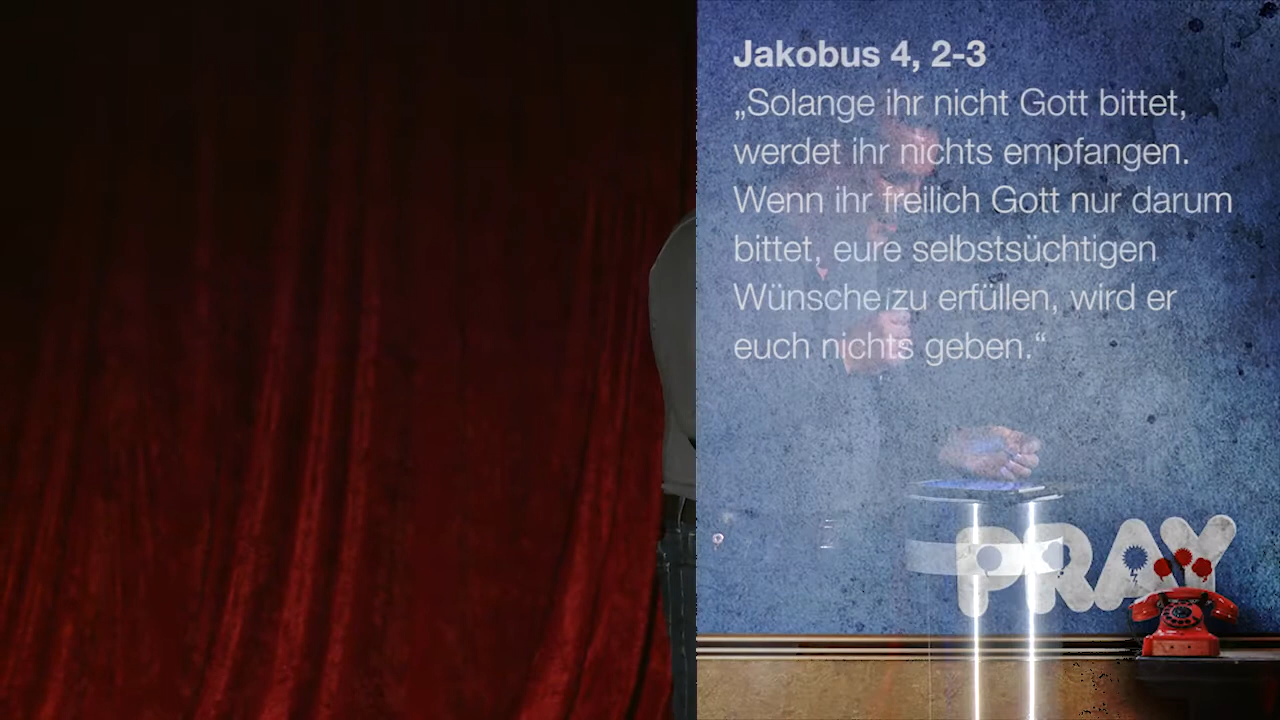 Jakobus 4, 2-3
„Solange ihr nicht Gott bittet,
werdet ihr nichts empfangen.
Wenn ihr freilich Gott nur darum
bittet, eure selbstsüchtigen
Wünsche zu erfüllen, wird er
euch nichts geben.“
PRAY